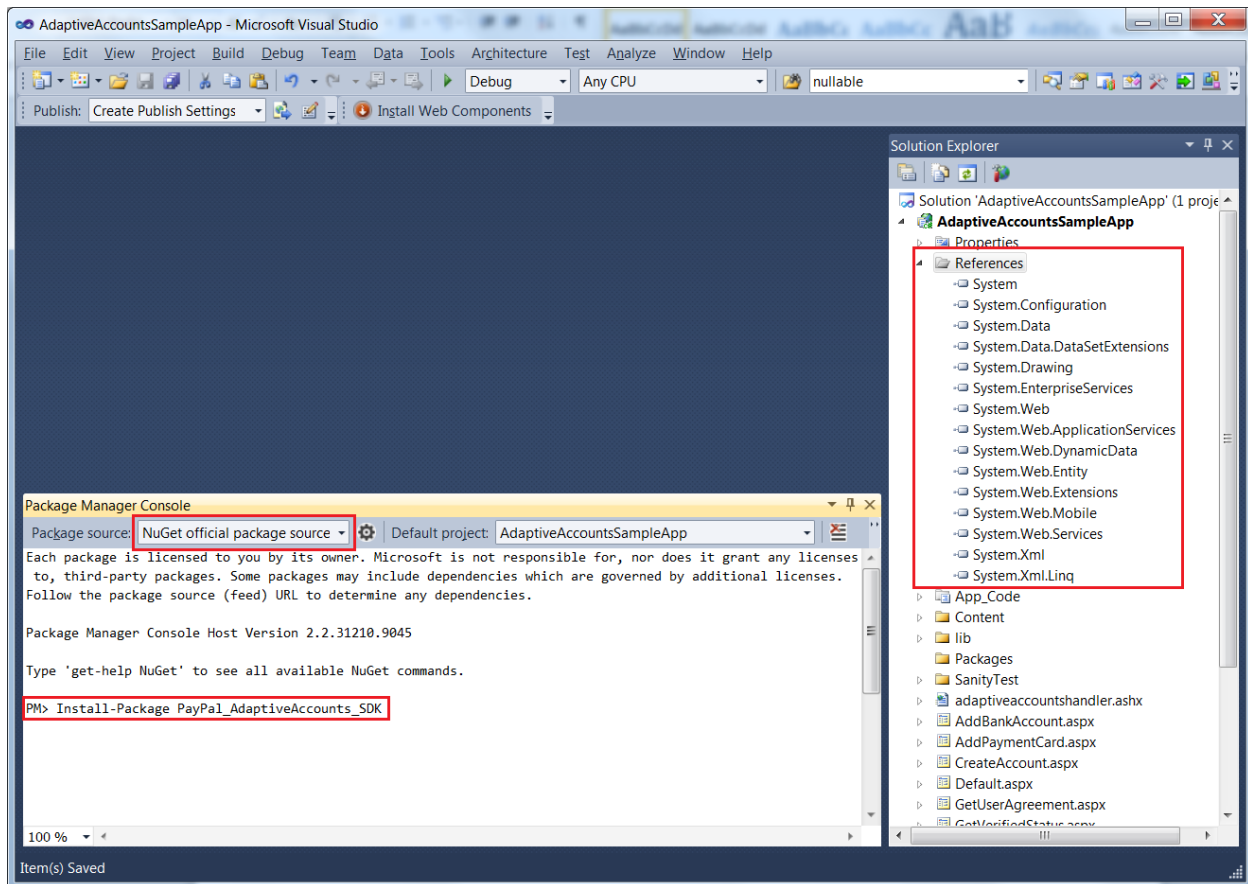 AdaptiveAccountsSampleApp - Microsoft Visual Studio
File Edit View Project Build Debug Team Data Tools Architecture Test Analyze Window Help
Debug Any CPU nullable
Publish: Create Publish Settings Install Web Components
Solution Explorer
Solution 'AdaptiveAccountsSampleApp' (1 proje
AdaptiveAccountsSampleApp
Properties
References
System
System.Configuration
System.Data
System.Data.DataSetExtensions
System.Drawing
System.EnterpriseServices
System.Web
System.Web.ApplicationServices
System.Web.DynamicData
System.Web.Entity
System.Web.Extensions
System.Web.Mobile
System.Web.Services
System.Xml
System.Xml.Linq
App_Code
Content
lib
Packages
SanityTest
adaptiveaccountshandler.ashx
AddBankAccount.aspx
AddPaymentCard.aspx
CreateAccount.aspx
Default.aspx
GetUserAgreement.aspx
GetVerifiedStatus.aspx
Package Manager Console
Package source: NuGet official package source Default project: AdaptiveAccountsSampleApp
Each package is licensed to you by its owner. Microsoft is not responsible for, nor does it grant any licenses
to, third-party packages. Some packages may include dependencies which are governed by additional licenses.
Follow the package source (feed) URL to determine any dependencies.
Package Manager Console Host Version 2.2.31210.9045
Type 'get-help NuGet' to see all available NuGet commands.
PM> Install-Package PayPal_AdaptiveAccounts_SDK
100 %
Item(s) Saved